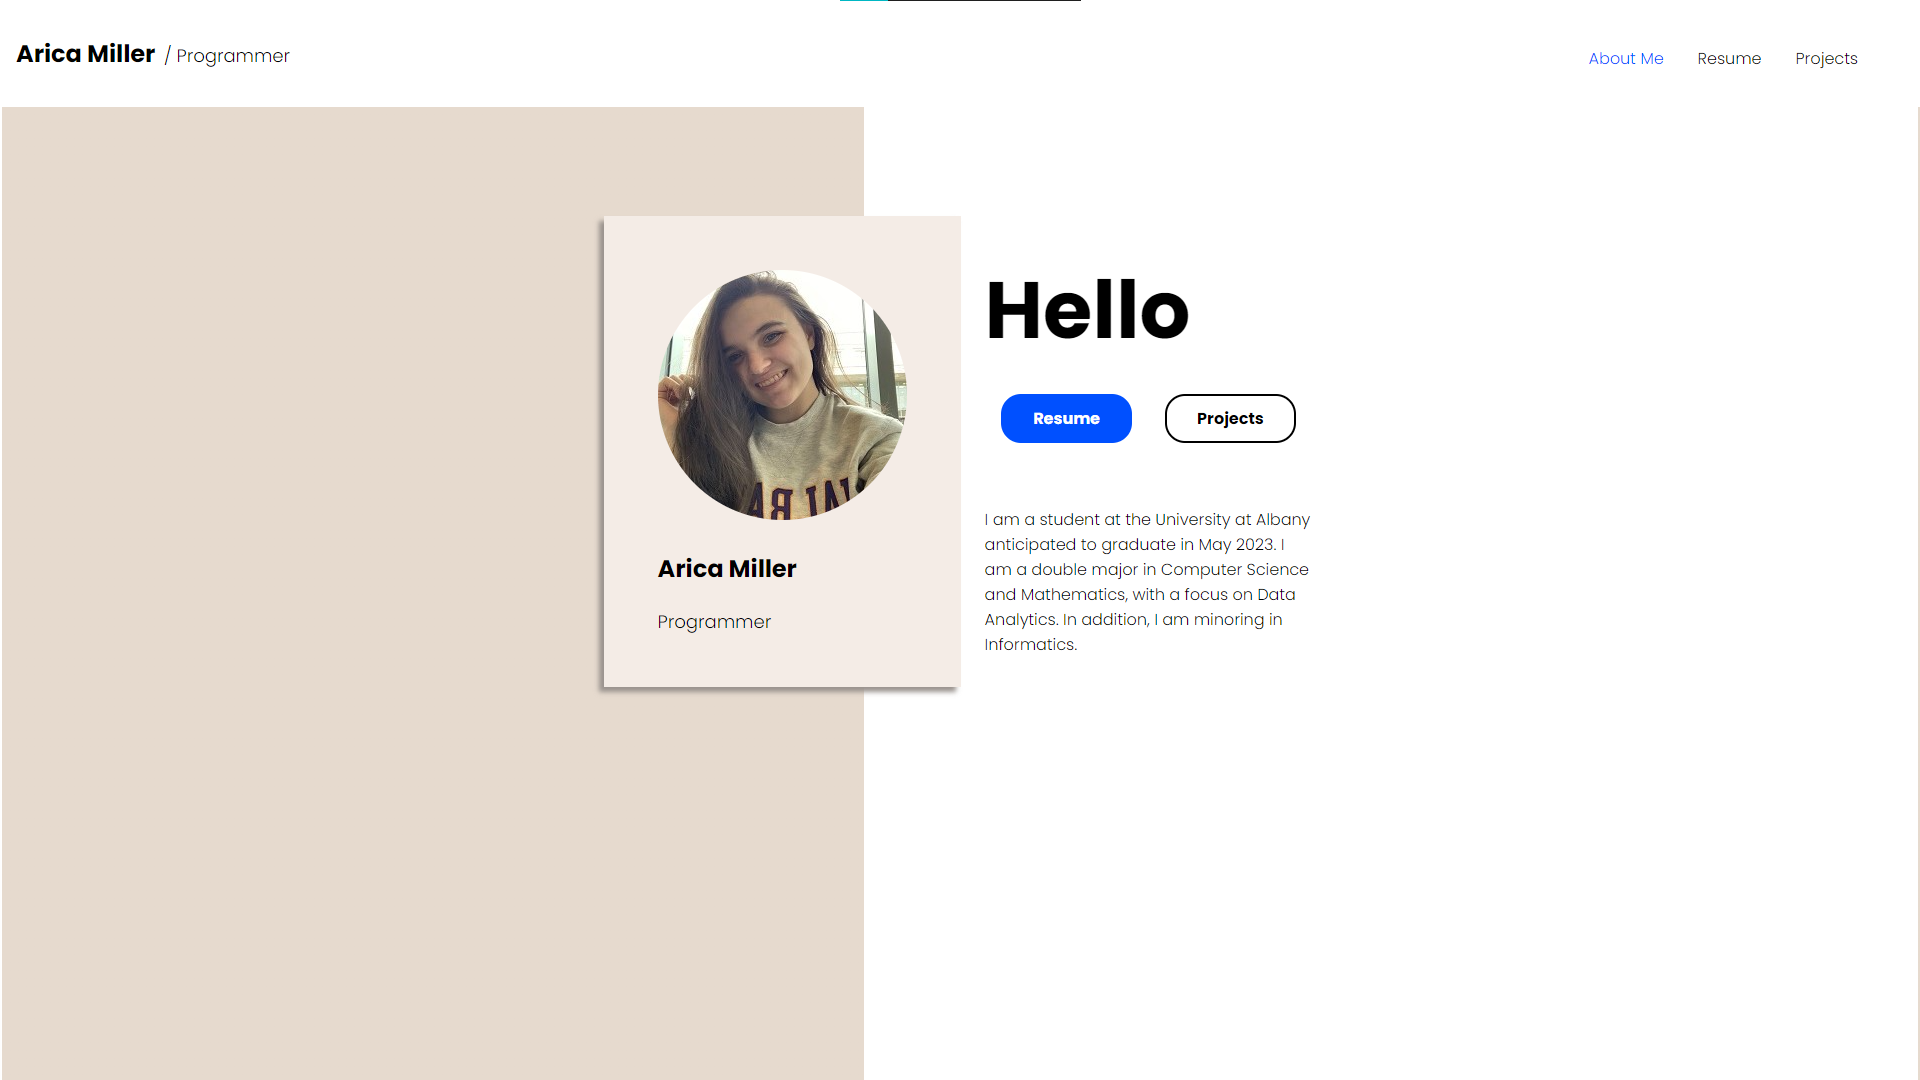 Arica Miller / Programmer
About Me Resume Projects
Hello
Resume Projects
I am a student at the University at Albany
anticipated to graduate in May 2023. I
am a double major in Computer Science
and Mathematics, with a focus on Data
Analytics. In addition, I am minoring in
Informatics.
Arica Miller
Programmer